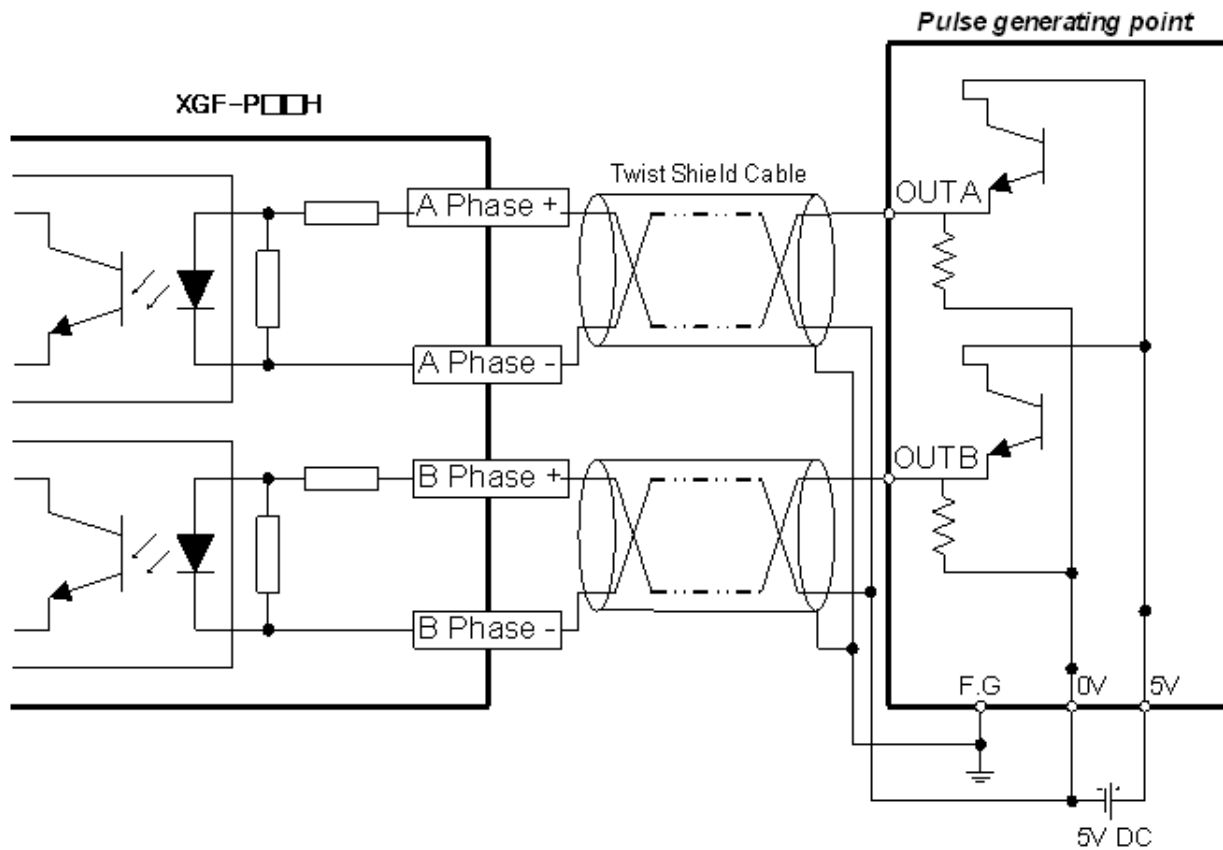 Pulse generating point
XGF-P□□H
Twist Shield Cable
A Phase +
OUTA
A Phase -
B Phase +
OUTB
B Phase -
F.G
0V
5V
5V DC